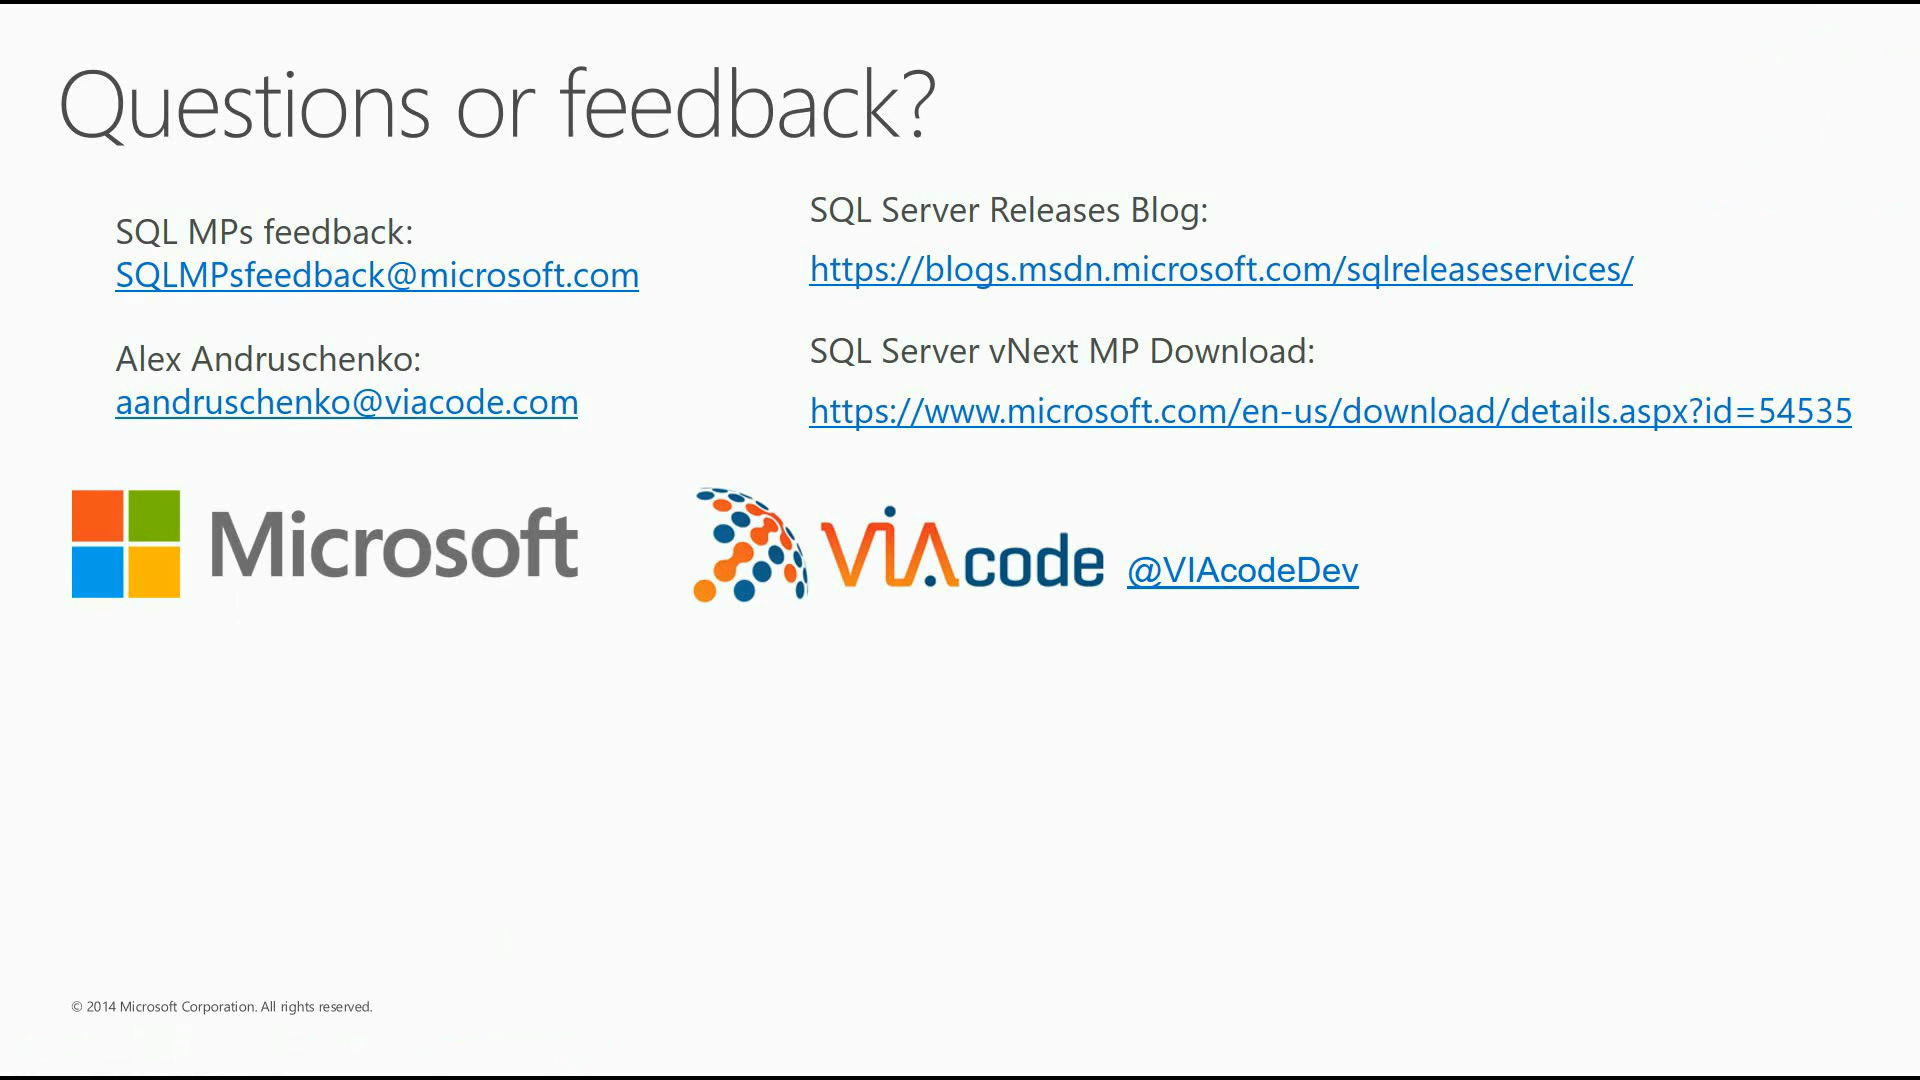 Questions or feedback?
SQL MPs feedback:
SQLMPsfeedback@microsoft.com
Alex Andruschenko:
aandruschenko@viacode.com
SQL Server Releases Blog:
https://blogs.msdn.microsoft.com/sqlreleaseservices/
SQL Server vNext MP Download:
https://www.microsoft.com/en-us/download/details.aspx?id=54535
Microsoft
VIAcode
@VIAcodeDev
© 2014 Microsoft Corporation. All rights reserved.